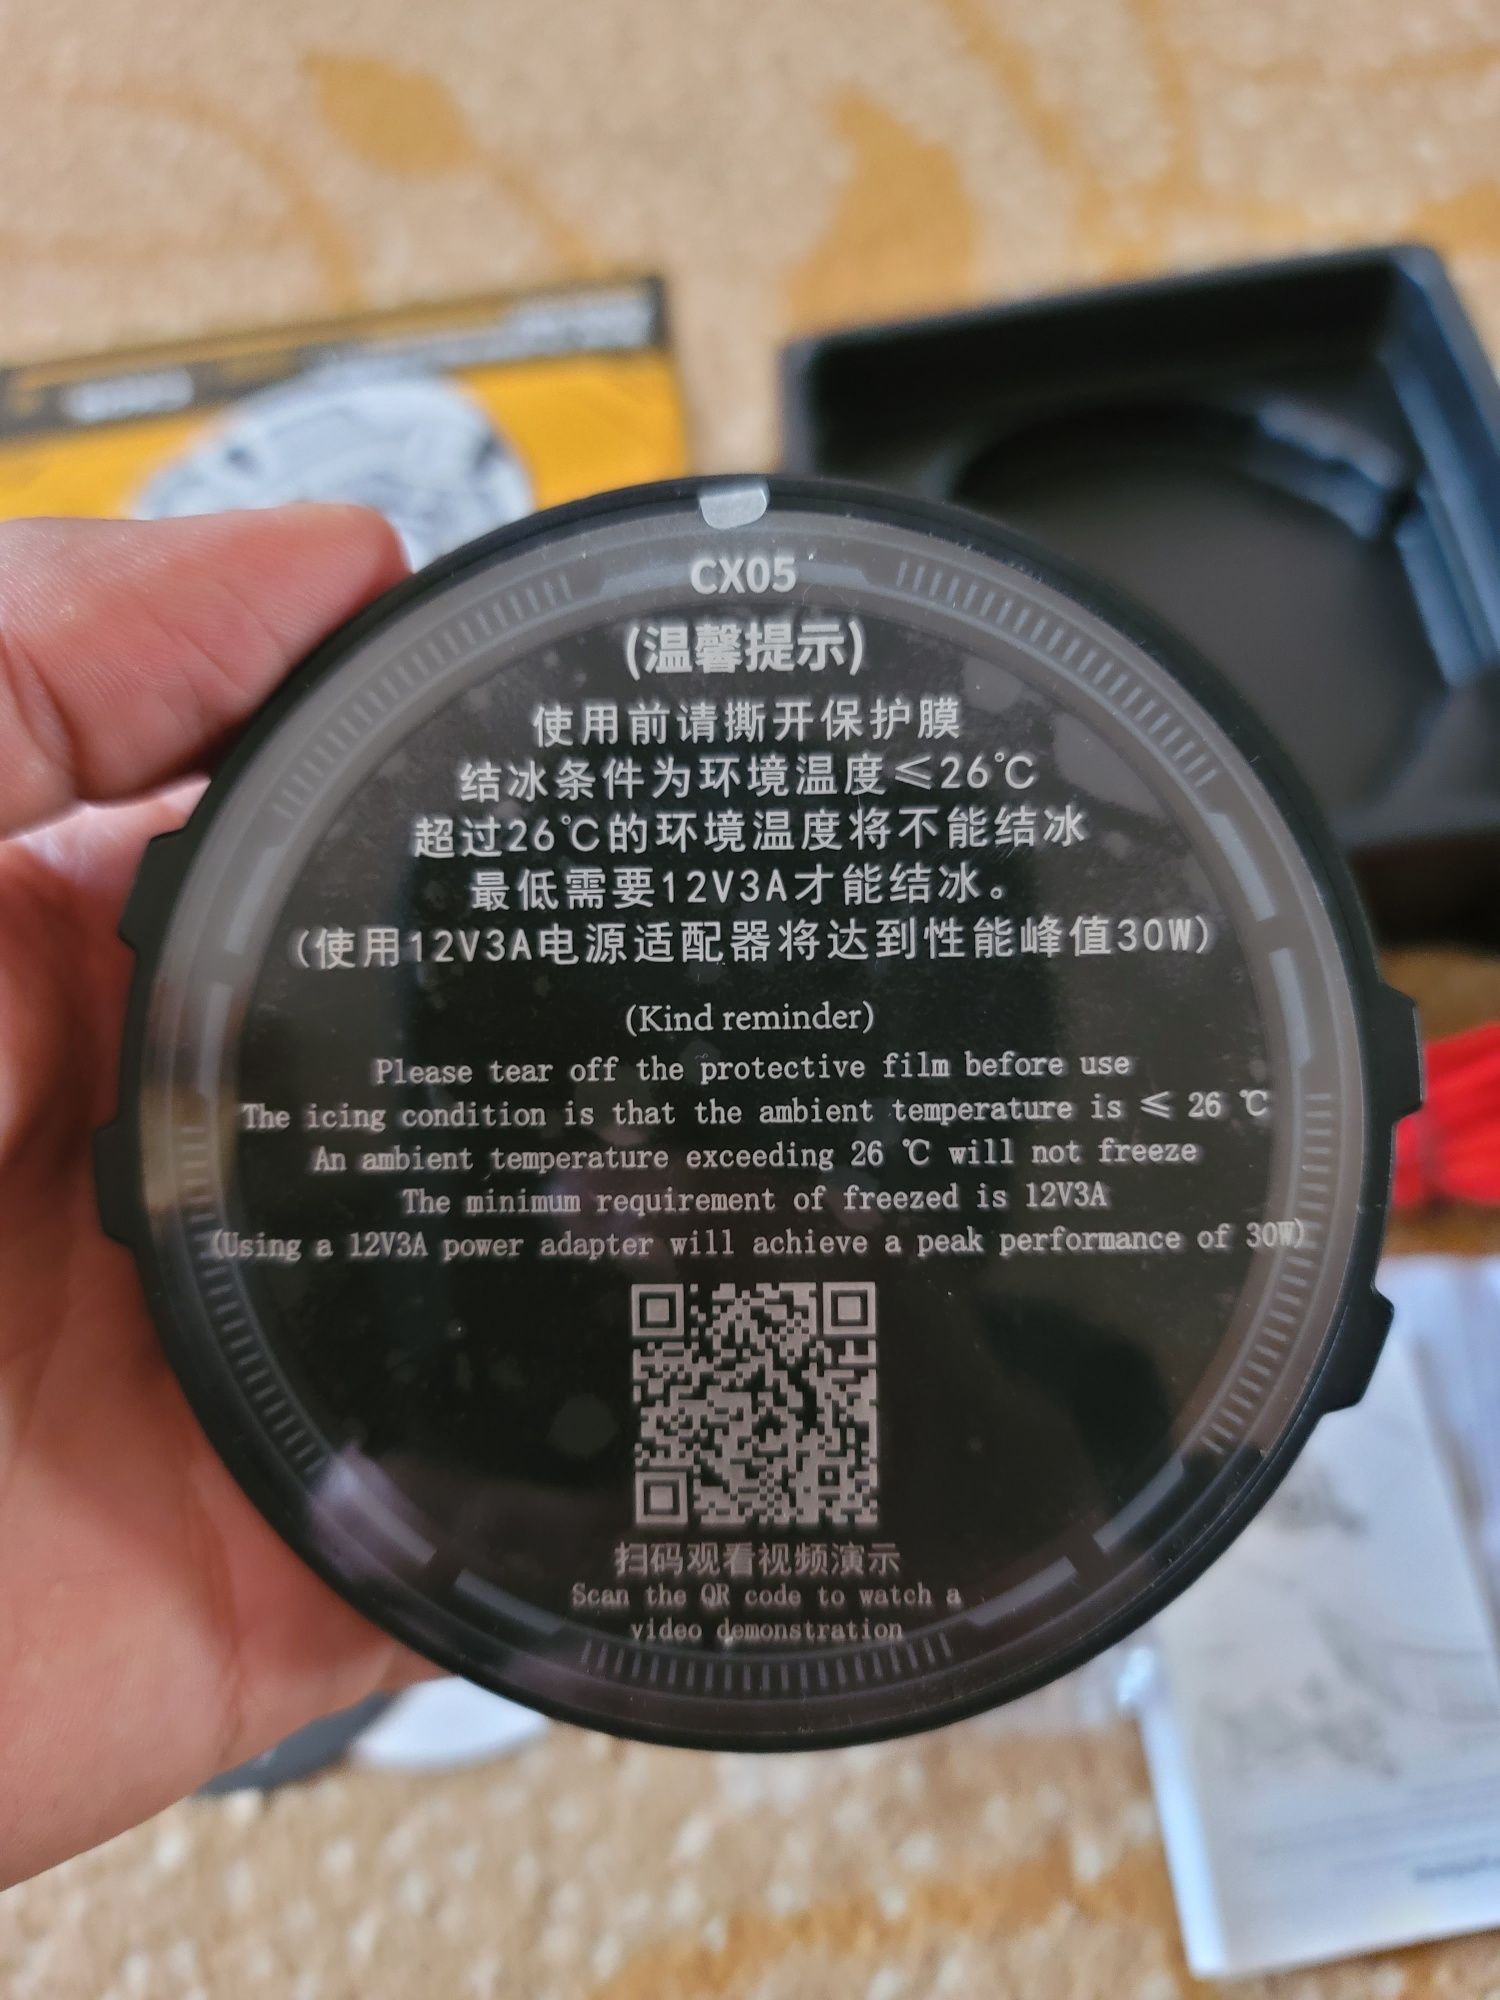 CX05
(温馨提示)
使用前请撕开保护膜
结冰条件为环境温度≤26℃
超过26℃的环境温度将不能结冰
最低需要12V3A才能结冰。
(使用12V3A电源适配器将达到性能峰值30W)
(Kind reminder)
Please tear off the protective film before use
The icing condition is that the ambient temperature is ≤ 26 ℃
An ambient temperature exceeding 26 ℃ will not freeze
The minimum requirement of freezed is 12V3A
(Using a 12V3A power adapter will achieve a peak performance of 30W)
扫码观看视频演示
Scan the QR code to watch a
video demonstration